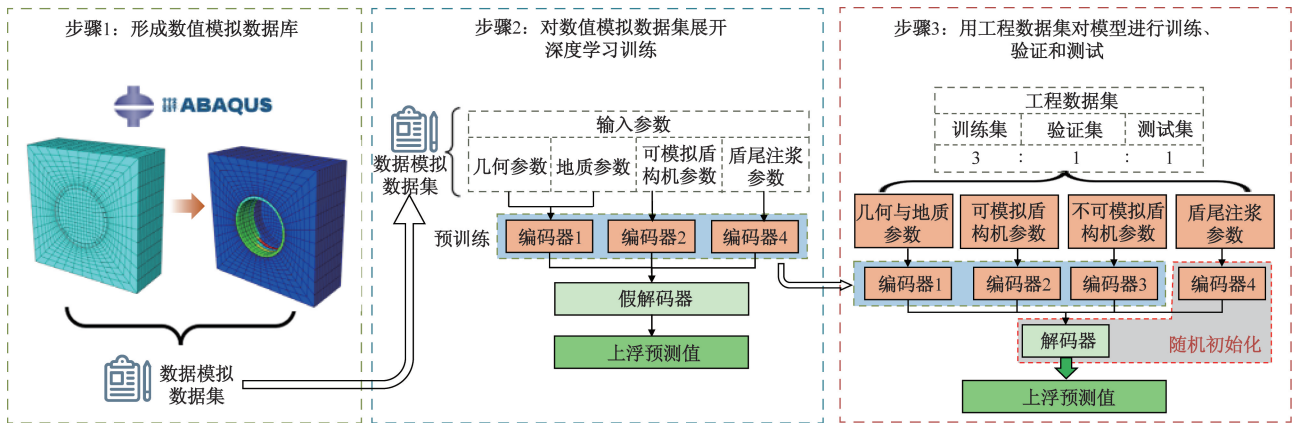 步骤1：形成数值模拟数据库
ABAQUS
数据模拟
数据集
步骤2：对数值模拟数据集展开
深度学习训练
数据模拟
数据集
输入参数
几何参数
地质参数
可模拟盾
构机参数
盾尾注浆
参数
预训练
编码器1
编码器2
编码器4
假解码器
上浮预测值
步骤3：用工程数据集对模型进行训练、
验证和测试
工程数据集
训练集 验证集 测试集
3 : 1 : 1
几何与地质
参数
可模拟盾
构机参数
不可模拟盾
构机参数
盾尾注浆
参数
编码器1
编码器2
编码器3
编码器4
解码器
随机初始化
上浮预测值